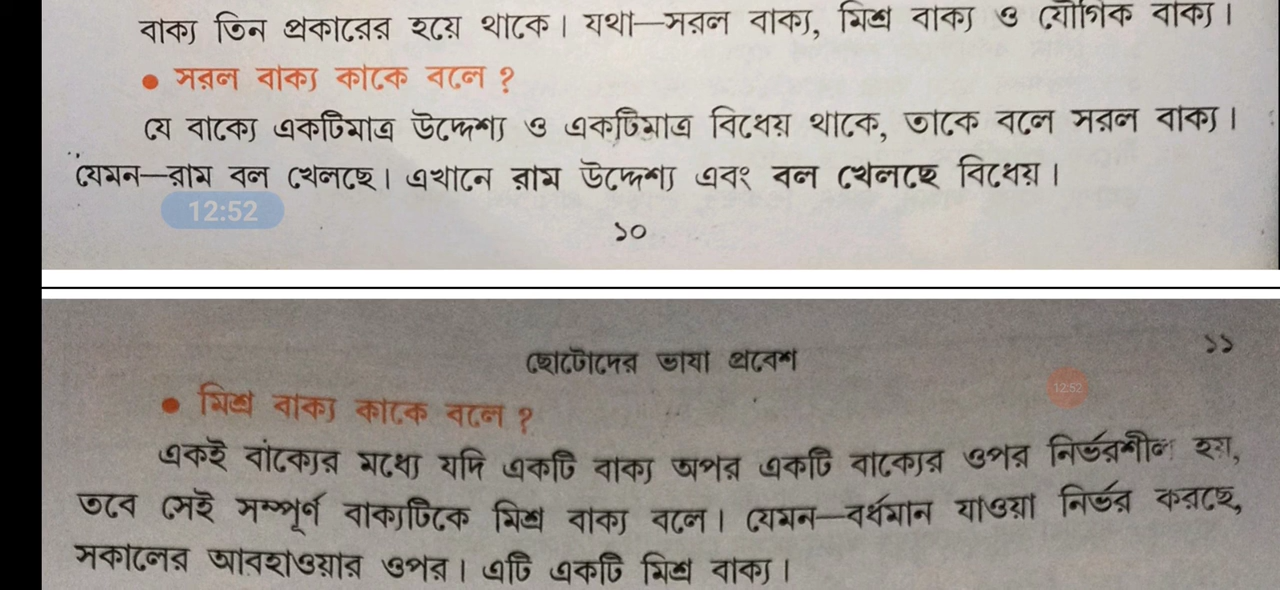 বাক্য তিন প্রকারের হয়ে থাকে। যথা—সরল বাক্য, মিশ্র বাক্য ও যৌগিক বাক্য।
● সরল বাক্য কাকে বলে ?
যে বাক্যে একটিমাত্র উদ্দেশ্য ও একটিমাত্র বিধেয় থাকে, তাকে বলে সরল বাক্য।
যেমন—রাম বল খেলছে। এখানে রাম উদ্দেশ্য এবং বল খেলছে বিধেয়।
12:52
১০
১১
ছোটোদের ভাষা প্রবেশ
12:52
● মিশ্র বাক্য কাকে বলে ?
একই বাক্যের মধ্যে যদি একটি বাক্য অপর একটি বাক্যের ওপর নির্ভরশীল হয়,
তবে সেই সম্পূর্ণ বাক্যটিকে মিশ্র বাক্য বলে। যেমন—বর্ধমান যাওয়া নির্ভর করছে,
সকালের আবহাওয়ার ওপর। এটি একটি মিশ্র বাক্য।